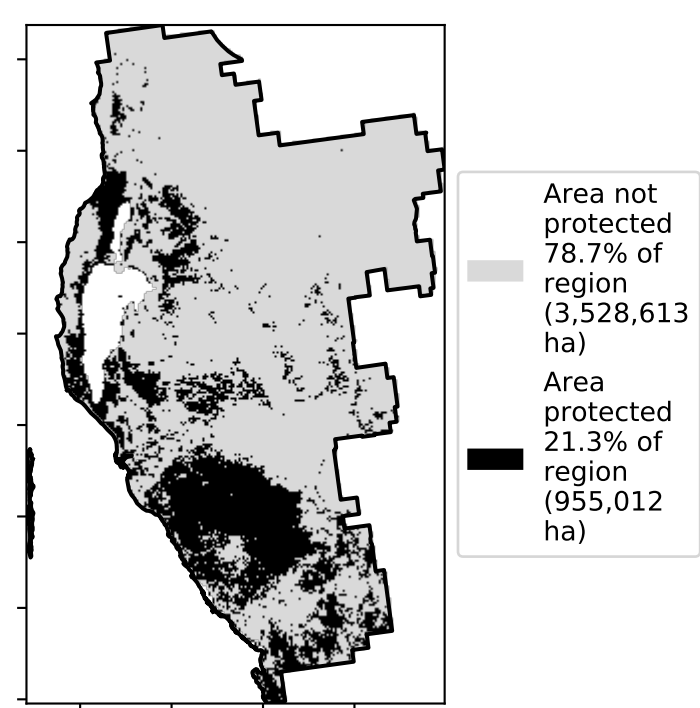 Area not
protected
78.7% of
region
(3,528,613
ha)
Area
protected
21.3% of
region
(955,012
ha)